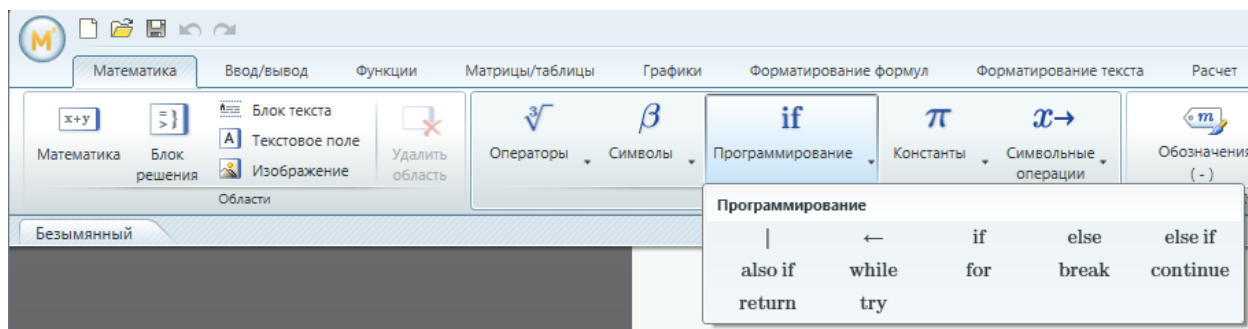 Математика Ввод/вывод Функции Матрицы/таблицы Графики Форматирование формул Форматирование текста Расчет
x+y
Математика
Блок
решения
Блок текста
A Текстовое поле
Изображение
Удалить
область
Области
∛ Операторы
β Символы
if Программирование
π Константы
x→ Символьные
операции
m Обозначения
( - )
Безымянный
Программирование
| ← if else else if
also if while for break continue
return try